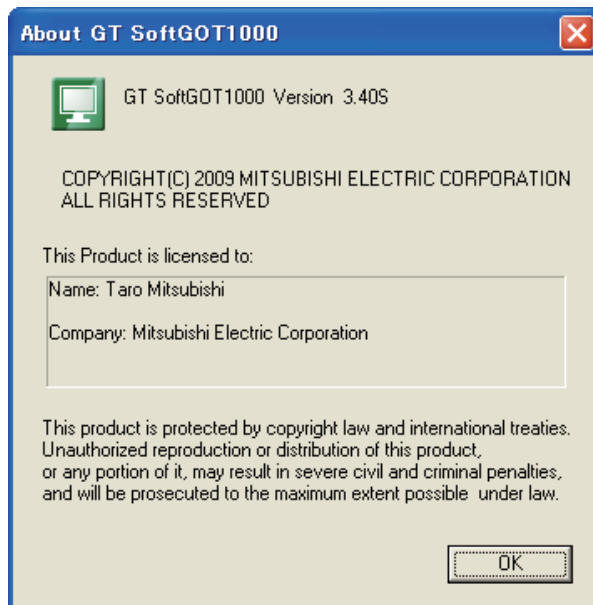 About GT SoftGOT1000
GT SoftGOT1000 Version 3.40S
COPYRIGHT(C) 2009 MITSUBISHI ELECTRIC CORPORATION
ALL RIGHTS RESERVED
This Product is licensed to:
Name: Taro Mitsubishi
Company: Mitsubishi Electric Corporation
This product is protected by copyright law and international treaties.
Unauthorized reproduction or distribution of this product,
or any portion of it, may result in severe civil and criminal penalties,
and will be prosecuted to the maximum extent possible under law.
OK